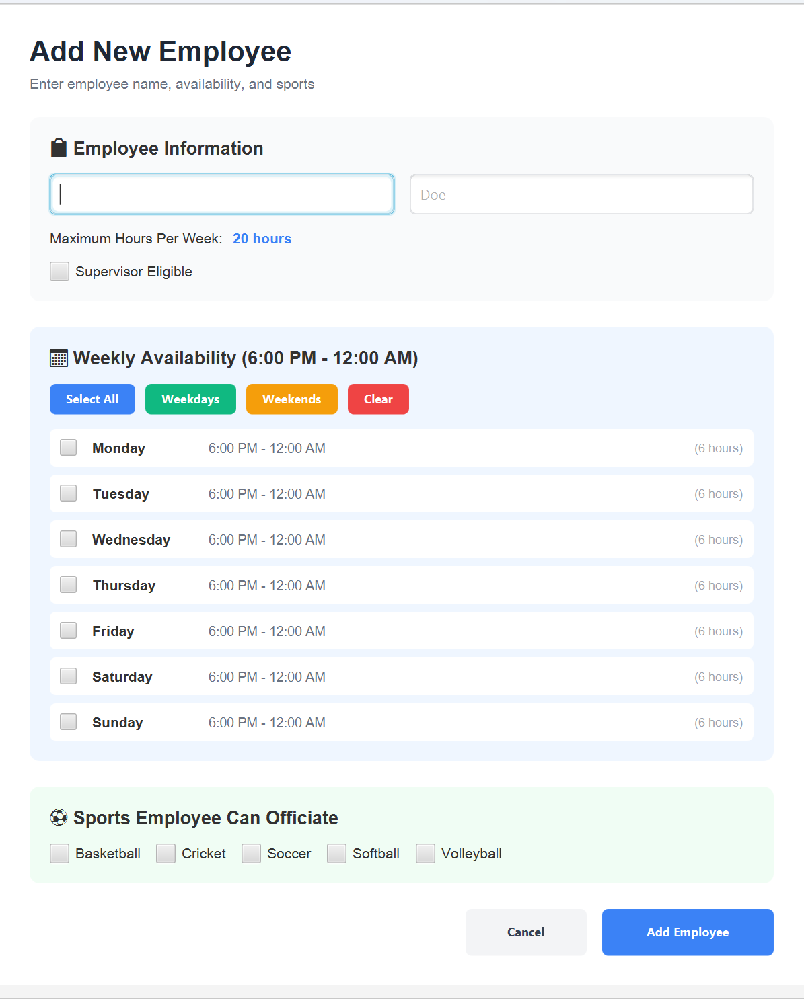 Add New Employee
Enter employee name, availability, and sports
Employee Information
Doe
Maximum Hours Per Week: 20 hours
Supervisor Eligible
Weekly Availability (6:00 PM - 12:00 AM)
Select All Weekdays Weekends Clear
Monday 6:00 PM - 12:00 AM (6 hours)
Tuesday 6:00 PM - 12:00 AM (6 hours)
Wednesday 6:00 PM - 12:00 AM (6 hours)
Thursday 6:00 PM - 12:00 AM (6 hours)
Friday 6:00 PM - 12:00 AM (6 hours)
Saturday 6:00 PM - 12:00 AM (6 hours)
Sunday 6:00 PM - 12:00 AM (6 hours)
Sports Employee Can Officiate
Basketball Cricket Soccer Softball Volleyball
Cancel Add Employee